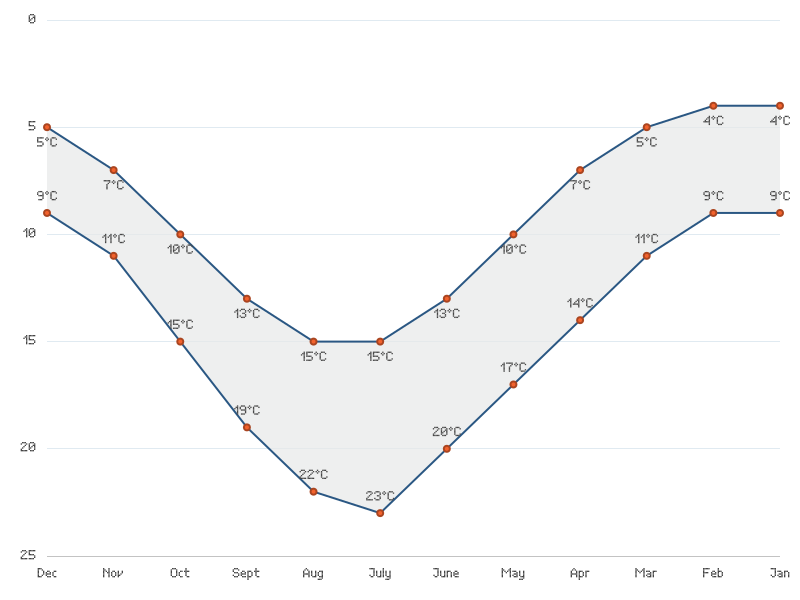 0
5
10
15
20
25
5°C
7°C
10°C
13°C
15°C
15°C
13°C
10°C
7°C
5°C
4°C
4°C
9°C
11°C
15°C
19°C
22°C
23°C
20°C
17°C
14°C
11°C
9°C
9°C
Dec Nov Oct Sept Aug July June May Apr Mar Feb Jan